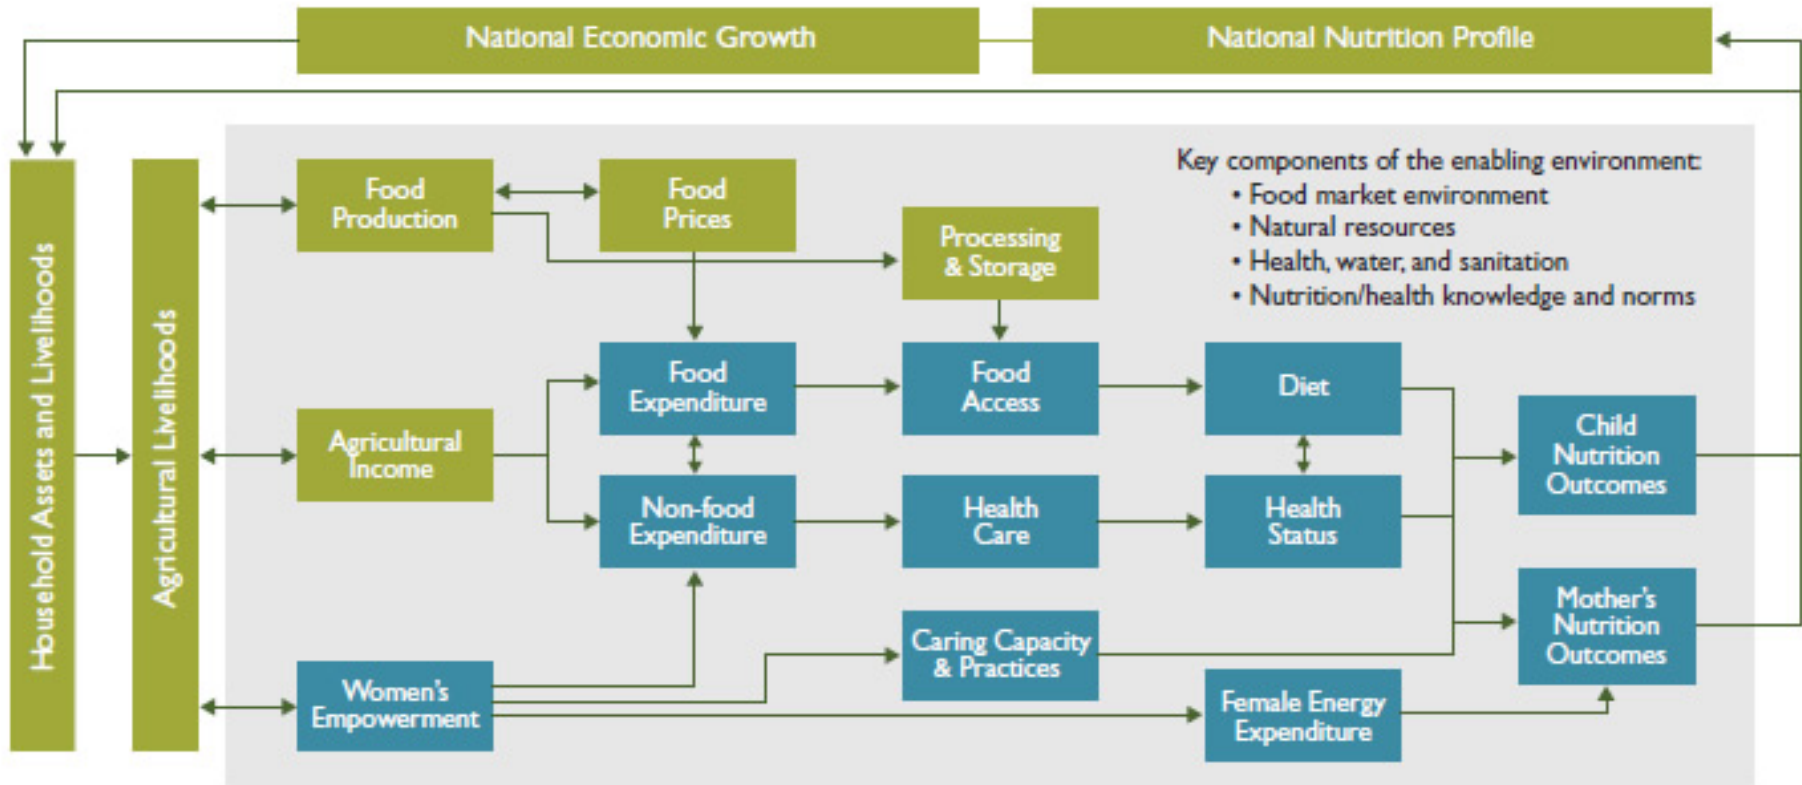 National Economic Growth
National Nutrition Profile
Household Assets and Livelihoods
Agricultural Livelihoods
Key components of the enabling environment:
• Food market environment
• Natural resources
• Health, water, and sanitation
• Nutrition/health knowledge and norms
Food
Production
Food
Prices
Processing
& Storage
Food
Expenditure
Food
Access
Diet
Agricultural
Income
Child
Nutrition
Outcomes
Non-food
Expenditure
Health
Care
Health
Status
Mother's
Nutrition
Outcomes
Caring Capacity
& Practices
Women's
Empowerment
Female Energy
Expenditure